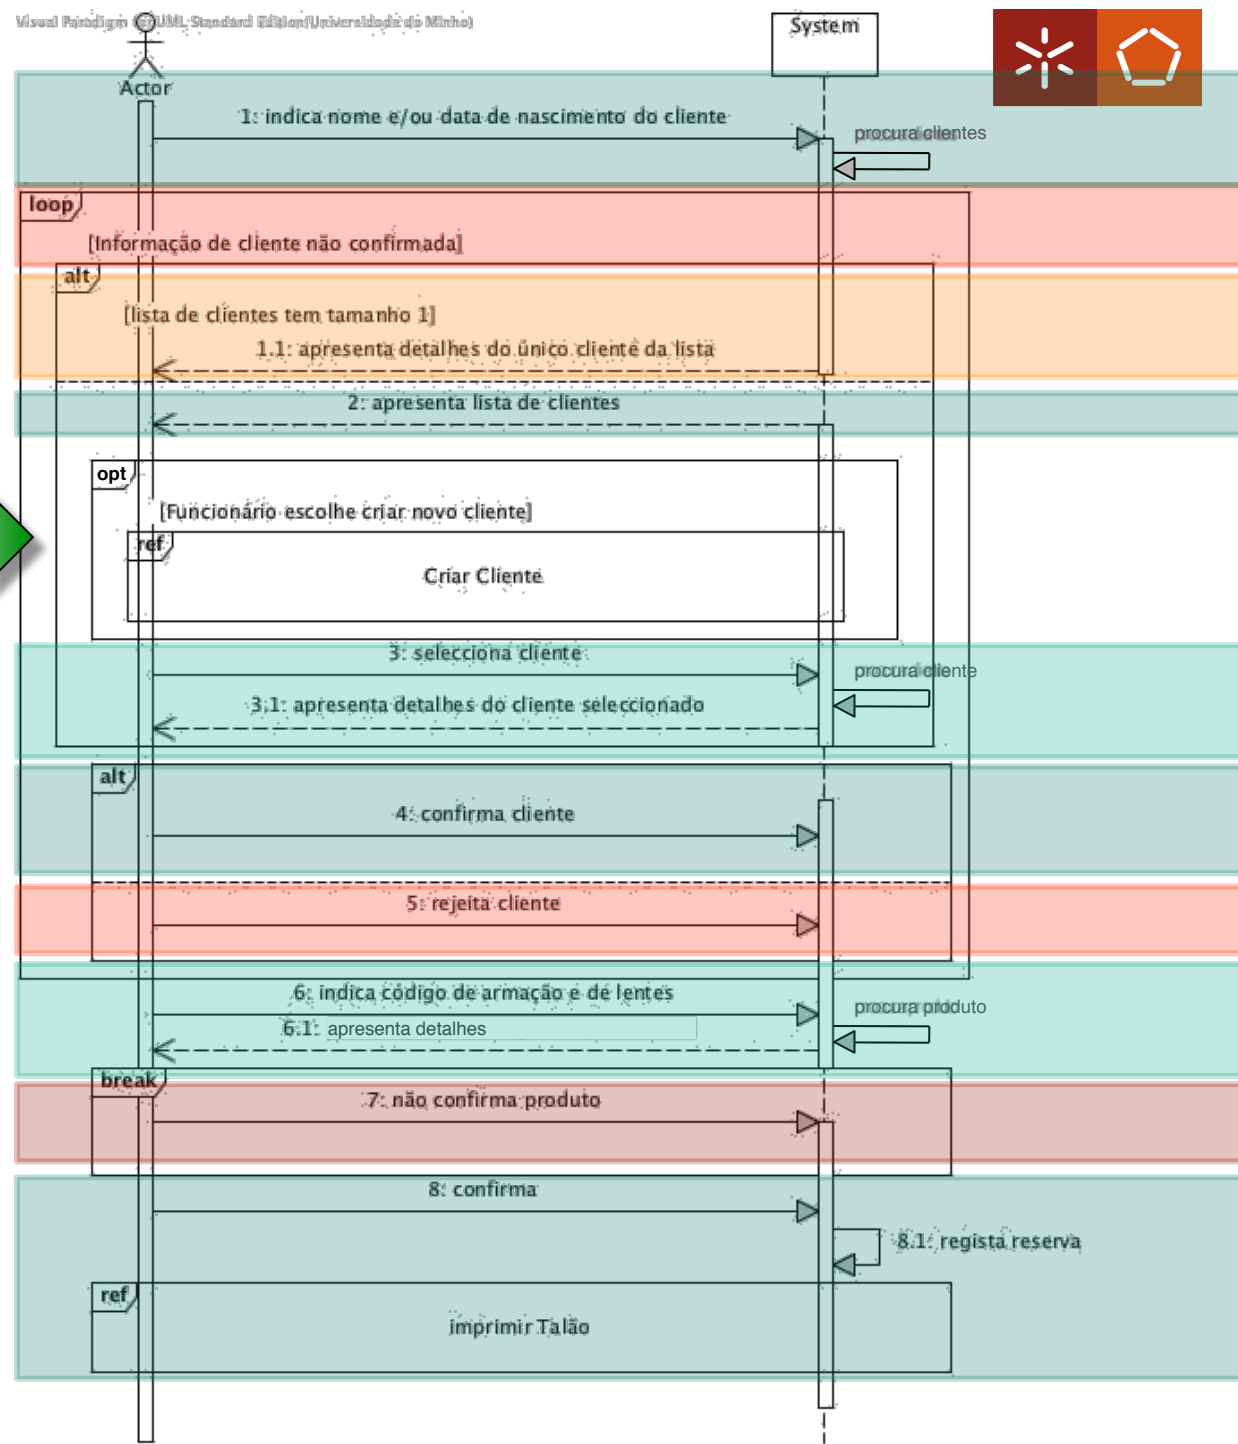 Visual Paradigm for UML Standard Edition(Universidade do Minho)
System
Actor
1: indica nome e/ou data de nascimento do cliente
procura clientes
loop
[Informação de cliente não confirmada]
alt
[lista de clientes tem tamanho 1]
1.1: apresenta detalhes do único cliente da lista
2: apresenta lista de clientes
opt
[Funcionário escolhe criar novo cliente]
ref
Criar Cliente
3: selecciona cliente
procura cliente
3.1: apresenta detalhes do cliente seleccionado
alt
4: confirma cliente
5: rejeita cliente
6: indica código de armação e de lentes
procura produto
6.1: apresenta detalhes
break
7: não confirma produto
8: confirma
8.1: regista reserva
ref
imprimir Talão